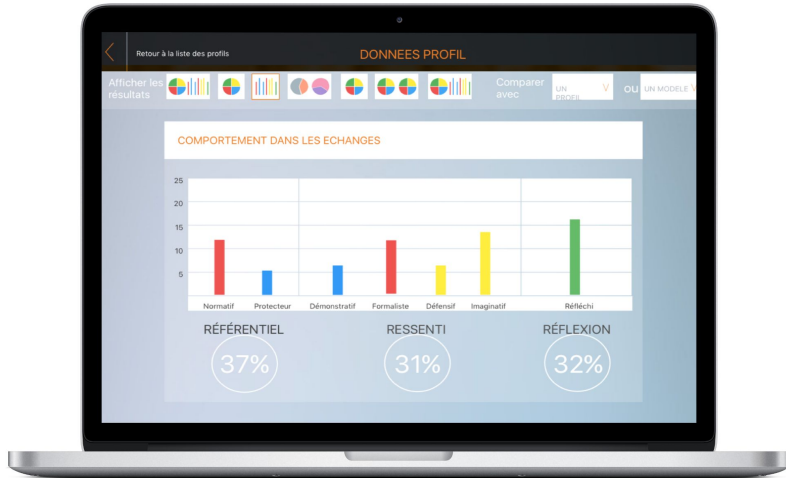 Retour à la liste des profils
DONNEES PROFIL
Afficher les
résultats
Comparer
avec
UN
PROFIL
V
OU
UN MODELE V
COMPORTEMENT DANS LES ECHANGES
25
20
15
10
5
Normatif Protecteur Démonstratif Formaliste Défensif Imaginatif Réfléchi
RÉFÉRENTIEL RESSENTI RÉFLEXION
37% 31% 32%